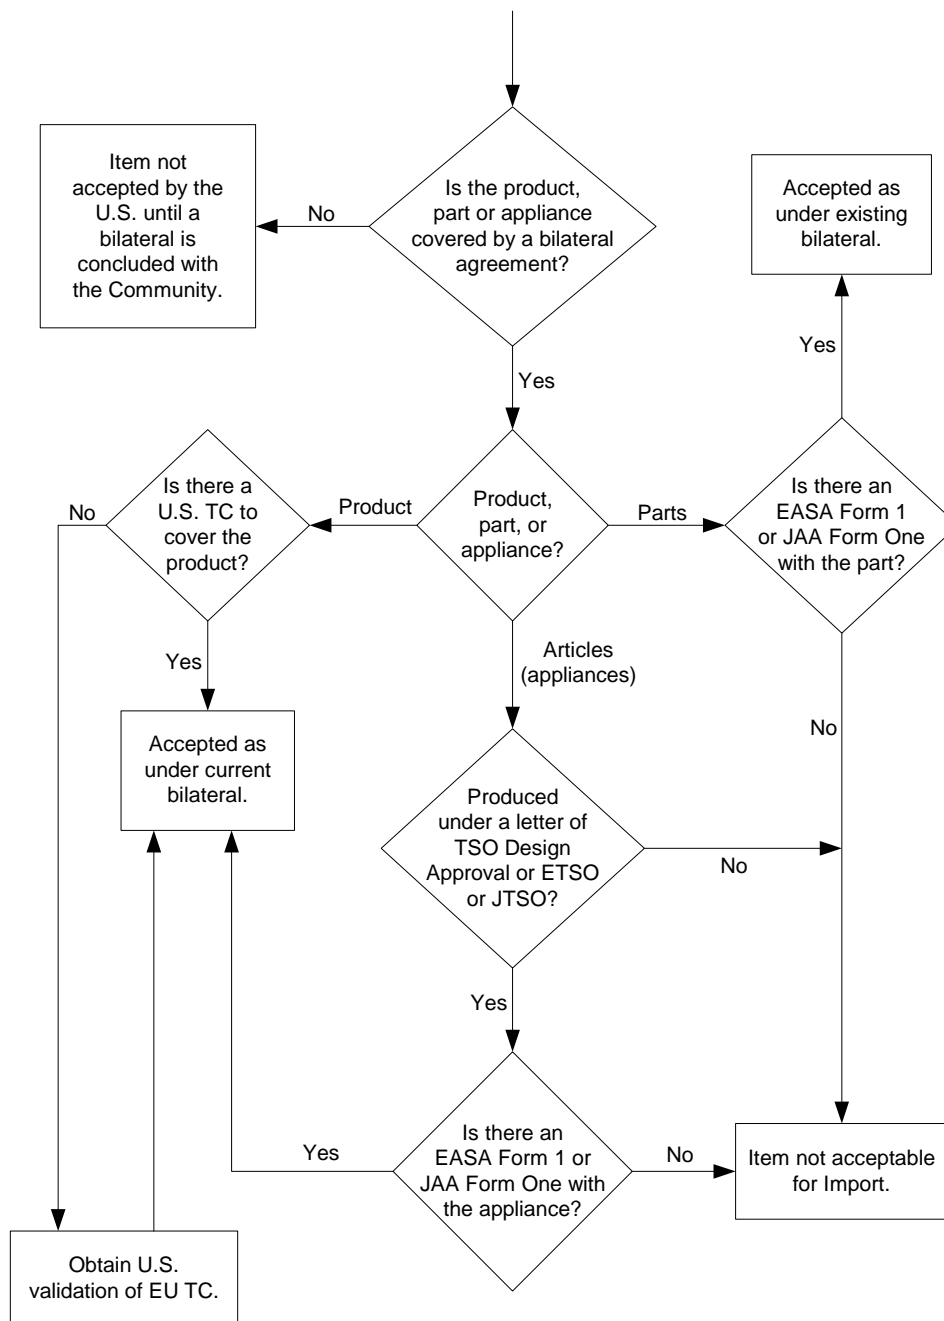 Is the product,
part or appliance
covered by a bilateral
agreement?
No
Item not
accepted by the
U.S. until a
bilateral is
concluded with
the Community.
Accepted as
under existing
bilateral.
Yes
Yes
Product,
part, or
appliance?
Product
Is there a
U.S. TC to
cover the
product?
No
Yes
Accepted as
under current
bilateral.
Parts
Is there an
EASA Form 1
or JAA Form One
with the part?
No
Articles
(appliances)
Produced
under a letter of
TSO Design
Approval or ETSO
or JTSO?
No
Yes
Is there an
EASA Form 1 or
JAA Form One with
the appliance?
Yes
No
Item not acceptable
for Import.
Obtain U.S.
validation of EU TC.